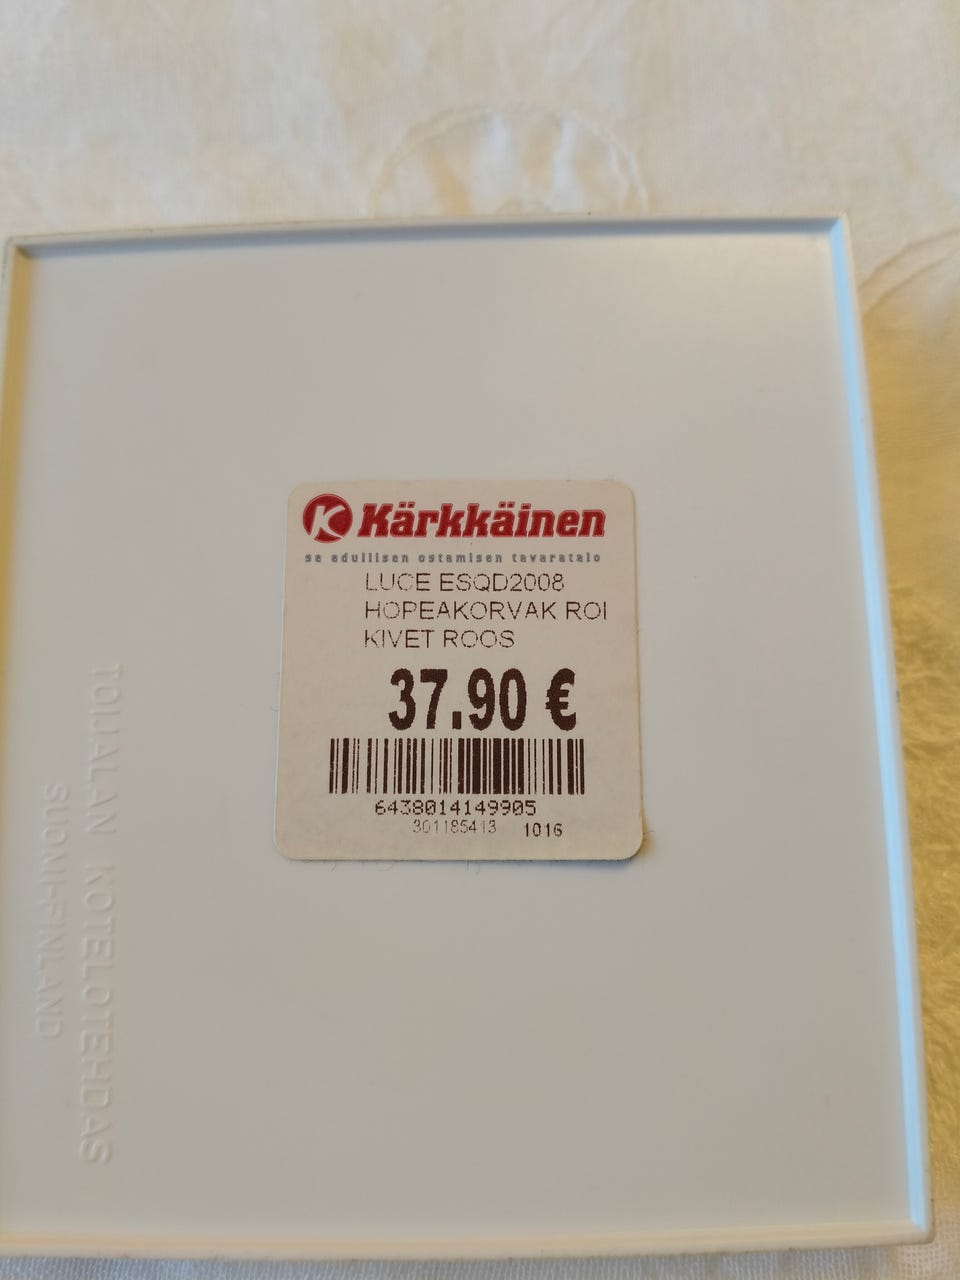 K Kärkkäinen
se edullisen ostamisen tavaratalo
LUCE ESQD2008
HOPEAKORVAK ROI
KIVET ROOS
37.90 €
6438014149905
301185413 1016
TOIJALAN KOTELOTEHDAS
SUOMI-FINLAND